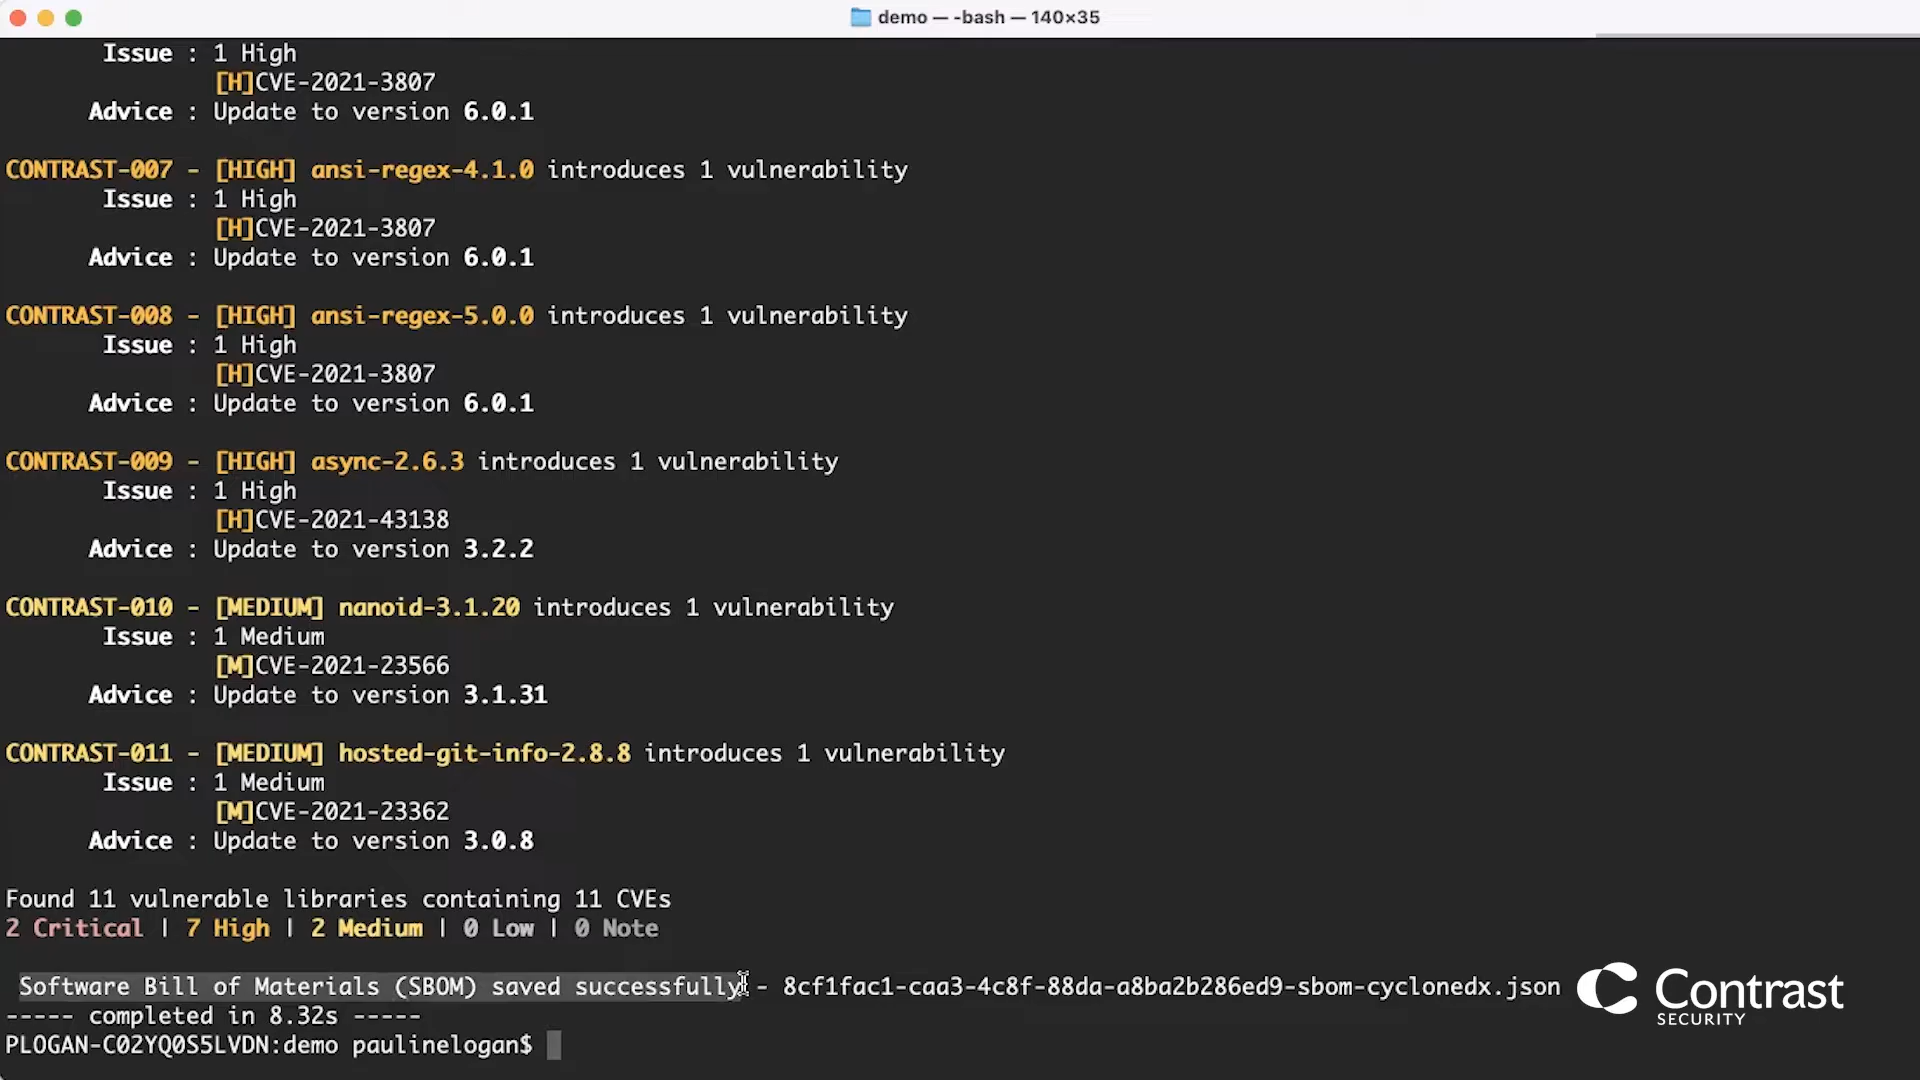 demo — -bash — 140×35
Issue : 1 High
[H]CVE-2021-3807
Advice : Update to version 6.0.1
CONTRAST-007 - [HIGH] ansi-regex-4.1.0 introduces 1 vulnerability
Issue : 1 High
[H]CVE-2021-3807
Advice : Update to version 6.0.1
CONTRAST-008 - [HIGH] ansi-regex-5.0.0 introduces 1 vulnerability
Issue : 1 High
[H]CVE-2021-3807
Advice : Update to version 6.0.1
CONTRAST-009 - [HIGH] async-2.6.3 introduces 1 vulnerability
Issue : 1 High
[H]CVE-2021-43138
Advice : Update to version 3.2.2
CONTRAST-010 - [MEDIUM] nanoid-3.1.20 introduces 1 vulnerability
Issue : 1 Medium
[M]CVE-2021-23566
Advice : Update to version 3.1.31
CONTRAST-011 - [MEDIUM] hosted-git-info-2.8.8 introduces 1 vulnerability
Issue : 1 Medium
[M]CVE-2021-23362
Advice : Update to version 3.0.8
Found 11 vulnerable libraries containing 11 CVEs
2 Critical | 7 High | 2 Medium | 0 Low | 0 Note
Software Bill of Materials (SBOM) saved successfully - 8cf1fac1-caa3-4c8f-88da-a8ba2b286ed9-sbom-cyclonedx.json
----- completed in 8.32s -----
PLOGAN-C02YQ0S5LVDN:demo paulinelogan$
Contrast
SECURITY